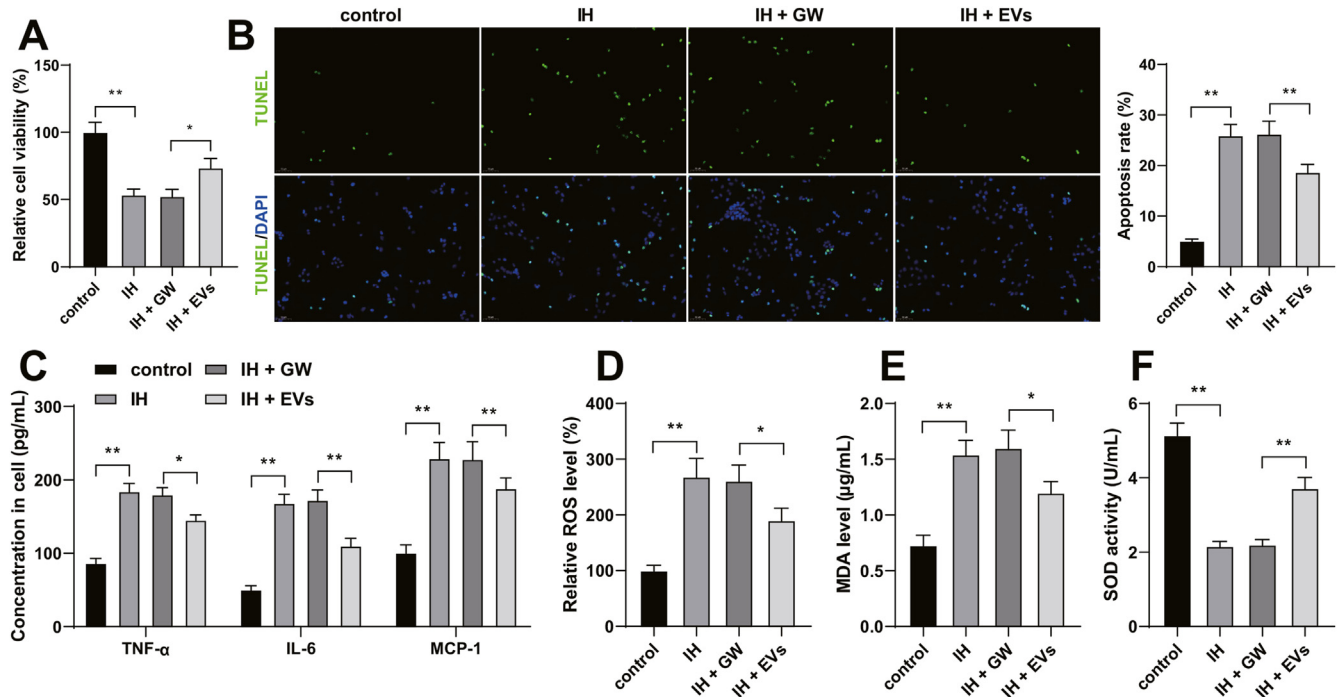 A
Relative cell viability (%)
150
100
50
0
**
*
control
IH
IH + GW
IH + EVs
B
control
IH
IH + GW
IH + EVs
TUNEL
TUNEL/DAPI
Apoptosis rate (%)
40
30
20
10
0
**
**
control
IH
IH + GW
IH + EVs
C
control
IH + GW
IH
IH + EVs
Concentration in cell (pg/mL)
300
200
100
0
**
*
**
**
**
**
TNF-α
IL-6
MCP-1
D
Relative ROS level (%)
400
300
200
100
0
**
*
control
IH
IH + GW
IH + EVs
E
MDA level (μg/mL)
2.0
1.5
1.0
0.5
0.0
**
*
control
IH
IH + GW
IH + EVs
F
SOD activity (U/mL)
6
4
2
0
**
**
control
IH
IH + GW
IH + EVs